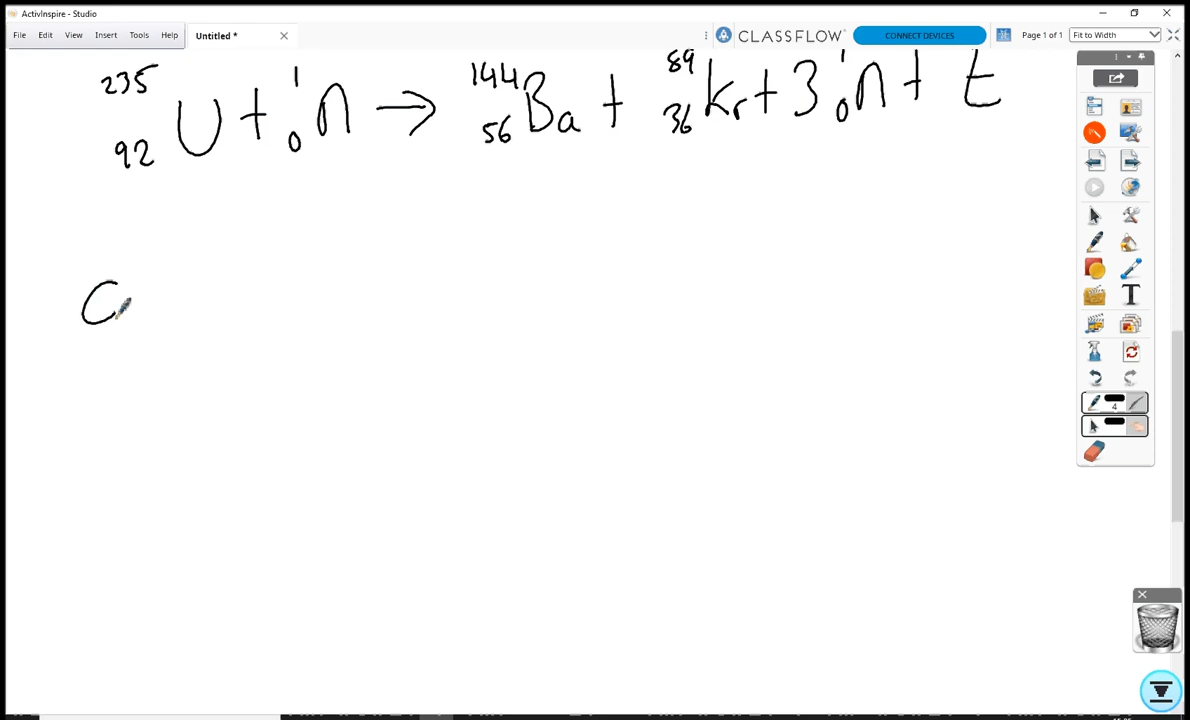 ActivInspire - Studio
File Edit View Insert Tools Help
Untitled *
CLASSFLOW
CONNECT DEVICES
Page 1 of 1
Fit to Width
235
92 U + 1 0 n → 144 56 Ba + 89 36 Kr + 3 1 0 n + E
C
T
4